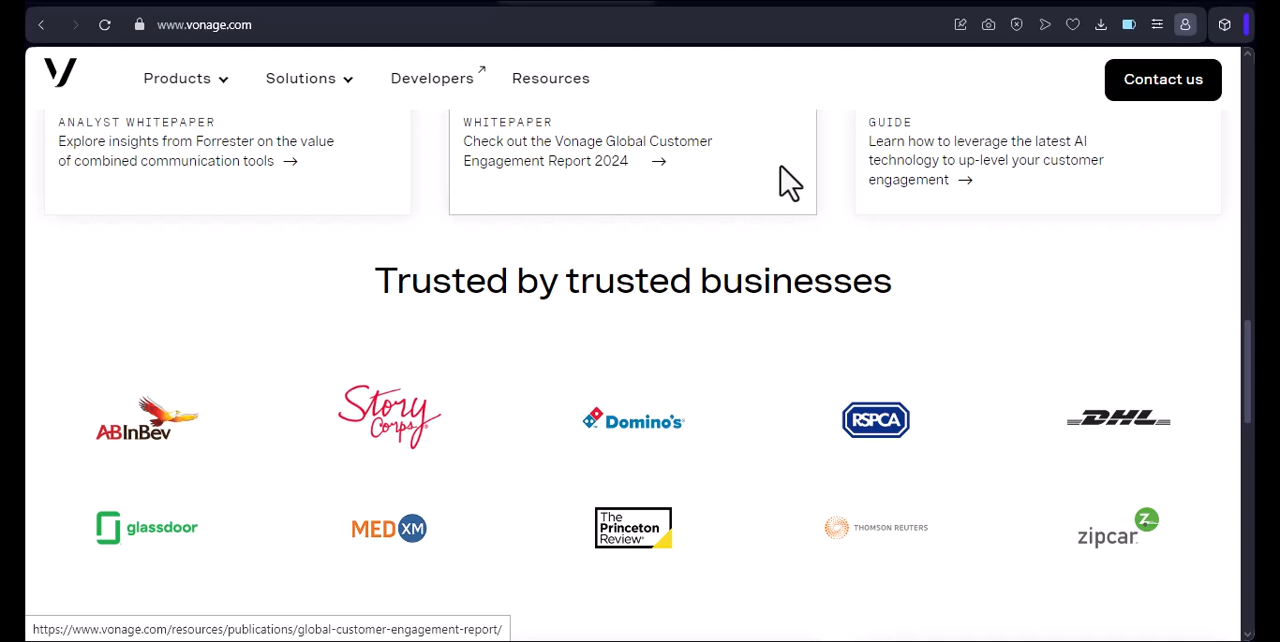 www.vonage.com
Products
Solutions
Developers
Resources
Contact us
ANALYST WHITEPAPER
Explore insights from Forrester on the value
of combined communication tools →
WHITEPAPER
Check out the Vonage Global Customer
Engagement Report 2024 →
GUIDE
Learn how to leverage the latest AI
technology to up-level your customer
engagement →
Trusted by trusted businesses
ABInBev
Story
Corps
Domino's
RSPCA
DHL
glassdoor
MEDXM
The
Princeton
Review
THOMSON REUTERS
zipcar
Z
https://www.vonage.com/resources/publications/global-customer-engagement-report/